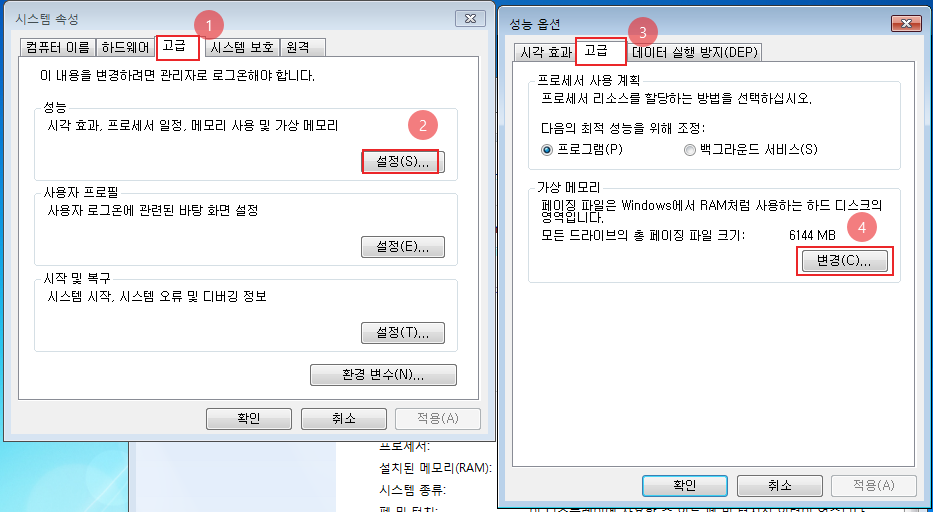 시스템 속성
1
컴퓨터 이름 하드웨어 고급 시스템 보호 원격
이 내용을 변경하려면 관리자로 로그온해야 합니다.
성능
시각 효과, 프로세서 일정, 메모리 사용 및 가상 메모리
2
설정(S)...
사용자 프로필
사용자 로그온에 관련된 바탕 화면 설정
설정(E)...
시작 및 복구
시스템 시작, 시스템 오류 및 디버깅 정보
설정(T)...
환경 변수(N)...
확인 취소 적용(A)
프로세서:
설치된 메모리(RAM):
시스템 종류:
성능 옵션
3
시각 효과 고급 데이터 실행 방지(DEP)
프로세서 사용 계획
프로세서 리소스를 할당하는 방법을 선택하십시오.
다음의 최적 성능을 위해 조정:
프로그램(P) 백그라운드 서비스(S)
가상 메모리
페이징 파일은 Windows에서 RAM처럼 사용하는 하드 디스크의
영역입니다.
4
모든 드라이브의 총 페이징 파일 크기: 6144 MB
변경(C)...
확인 취소 적용(A)